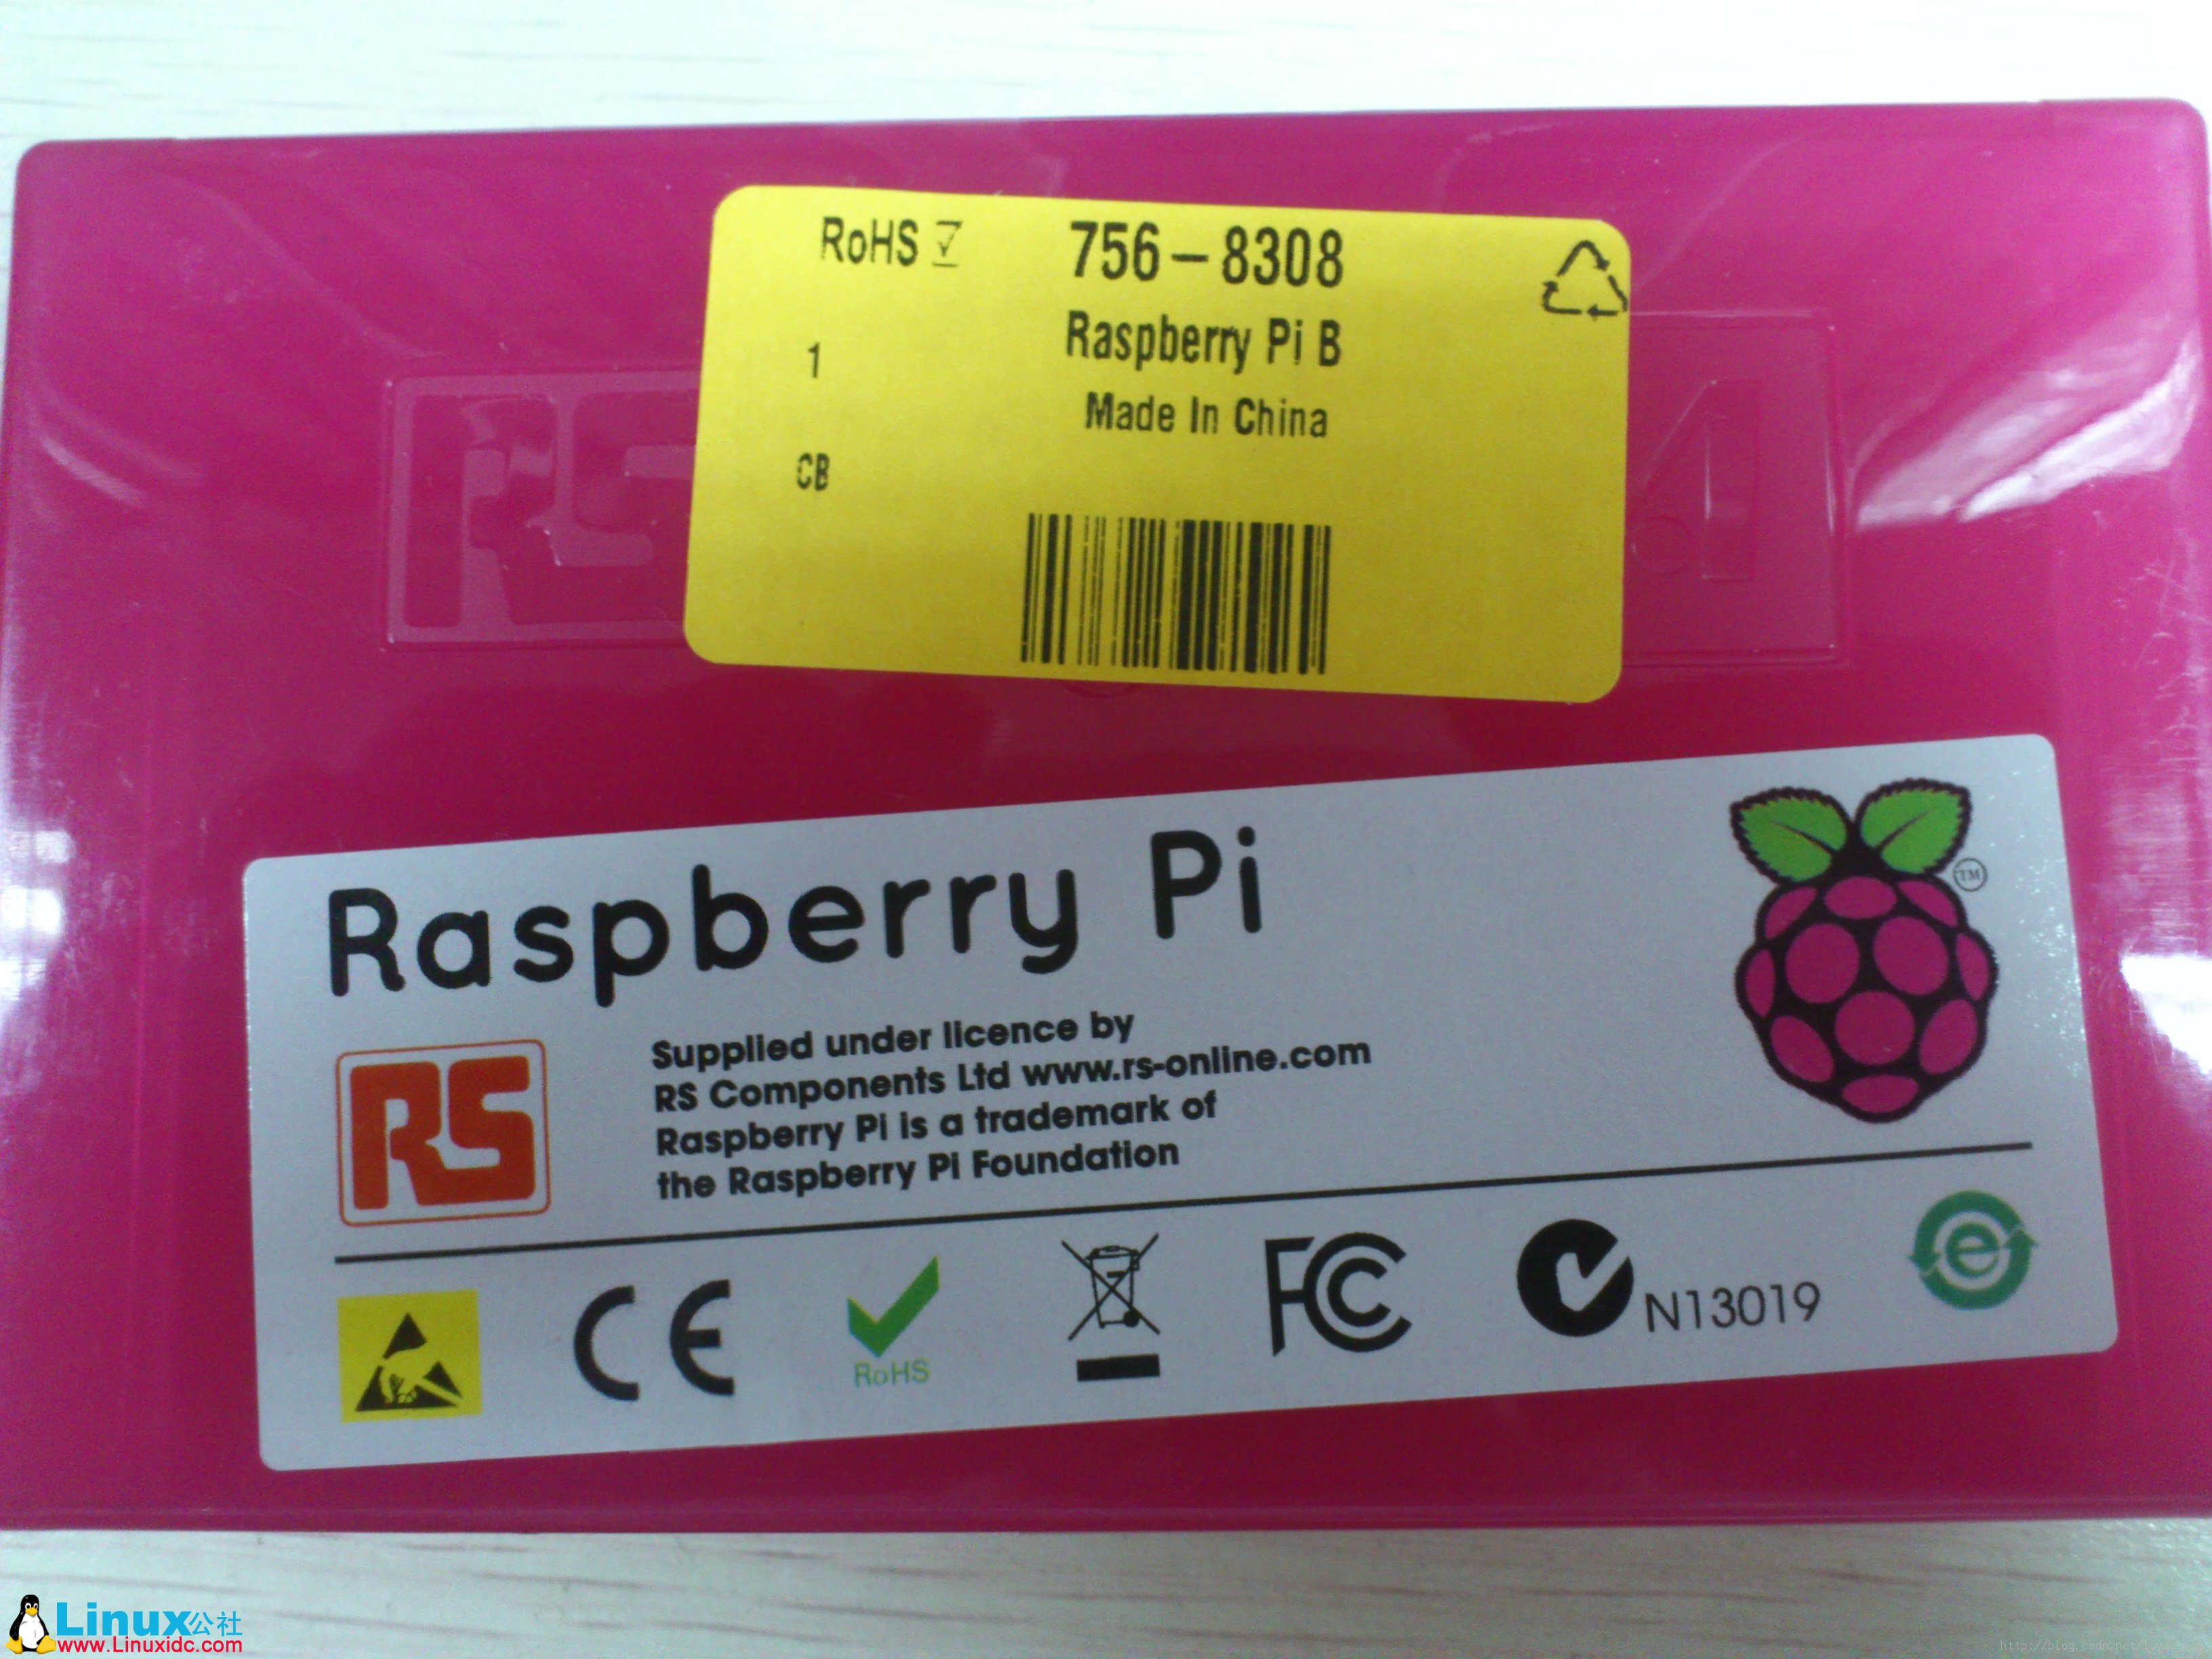 RoHS
756-8308
Raspberry Pi B
1
Made In China
CB
RS
Raspberry Pi
TM
RS
Supplied under licence by
RS Components Ltd www.rs-online.com
Raspberry Pi is a trademark of
the Raspberry Pi Foundation
CE
RoHS
FC
N13019
e
Linux公社
www.Linuxidc.com